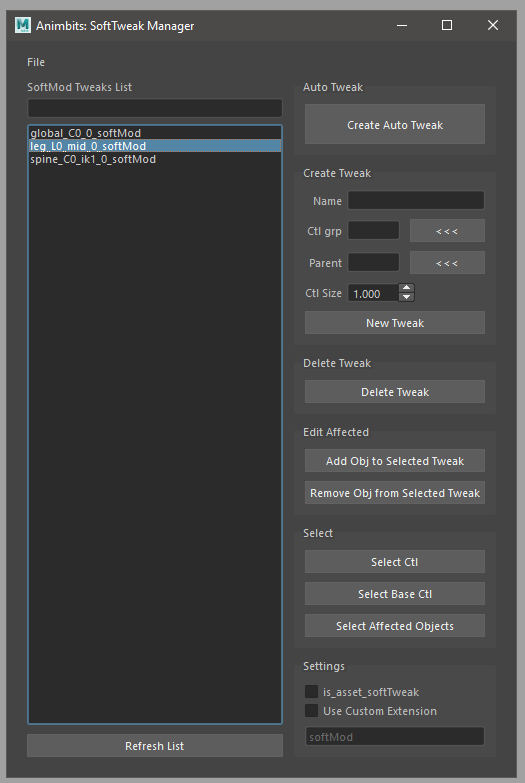 Animbits: SoftTweak Manager
File
SoftMod Tweaks List
global_C0_0_softMod
leg_L0_mid_0_softMod
spine_C0_ik1_0_softMod
Refresh List
Auto Tweak
Create Auto Tweak
Create Tweak
Name
Ctl grp <<<
Parent <<<
Ctl Size 1.000
New Tweak
Delete Tweak
Delete Tweak
Edit Affected
Add Obj to Selected Tweak
Remove Obj from Selected Tweak
Select
Select Ctl
Select Base Ctl
Select Affected Objects
Settings
is_asset_softTweak
Use Custom Extension
softMod